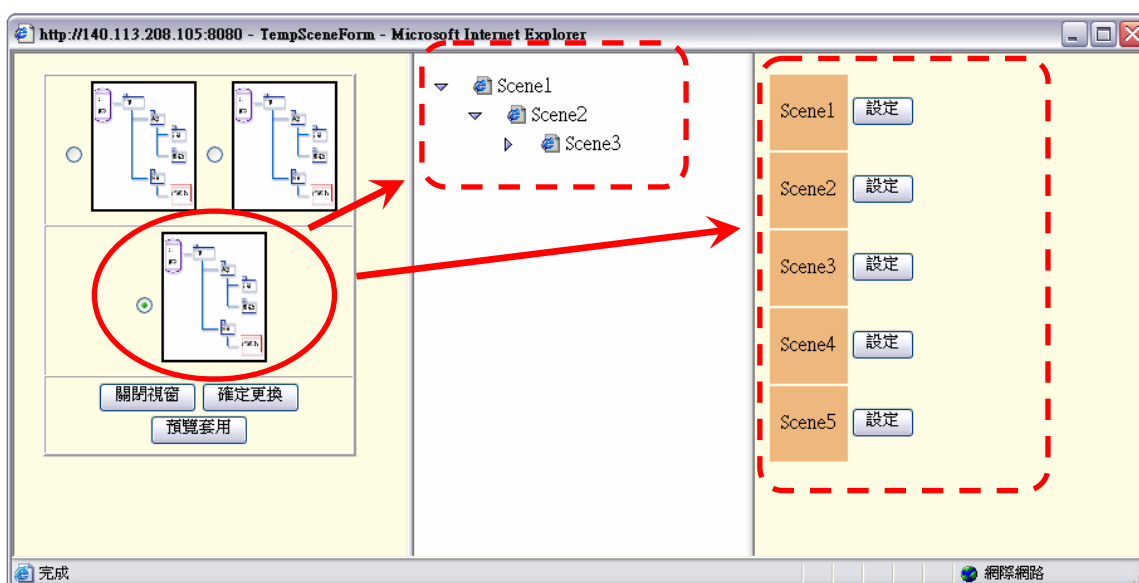 http://140.113.208.105:8080 - TempSceneForm - Microsoft Internet Explorer
關閉視窗
確定更換
預覽套用
Scene1
Scene2
Scene3
Scene1 設定
Scene2 設定
Scene3 設定
Scene4 設定
Scene5 設定
完成
網際網路